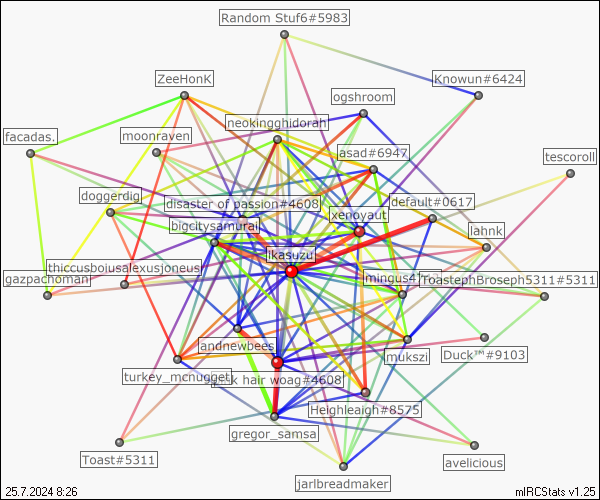 Random Stuf6#5983
ZeeHonK
Knowun#6424
ogshroom
neokingghidorah
facadas.
moonraven
asad#6947
tescoroll
doggerdig
disaster of passion#4608
default#0617
xenoyaut
bigcitysamurai
lahnk
Ikasuzu
thiccusboiusalexusjoneus
gazpachoman
ToastephBroseph5311#5311
andnewbees
mukszi
Duck™#9103
turkey_mcnugget
hair woag#4608
Heighleaigh#8575
gregor_samsa
Toast#5311
avelicious
jarlbreadmaker
25.7.2024 8:26
mIRCStats v1.25